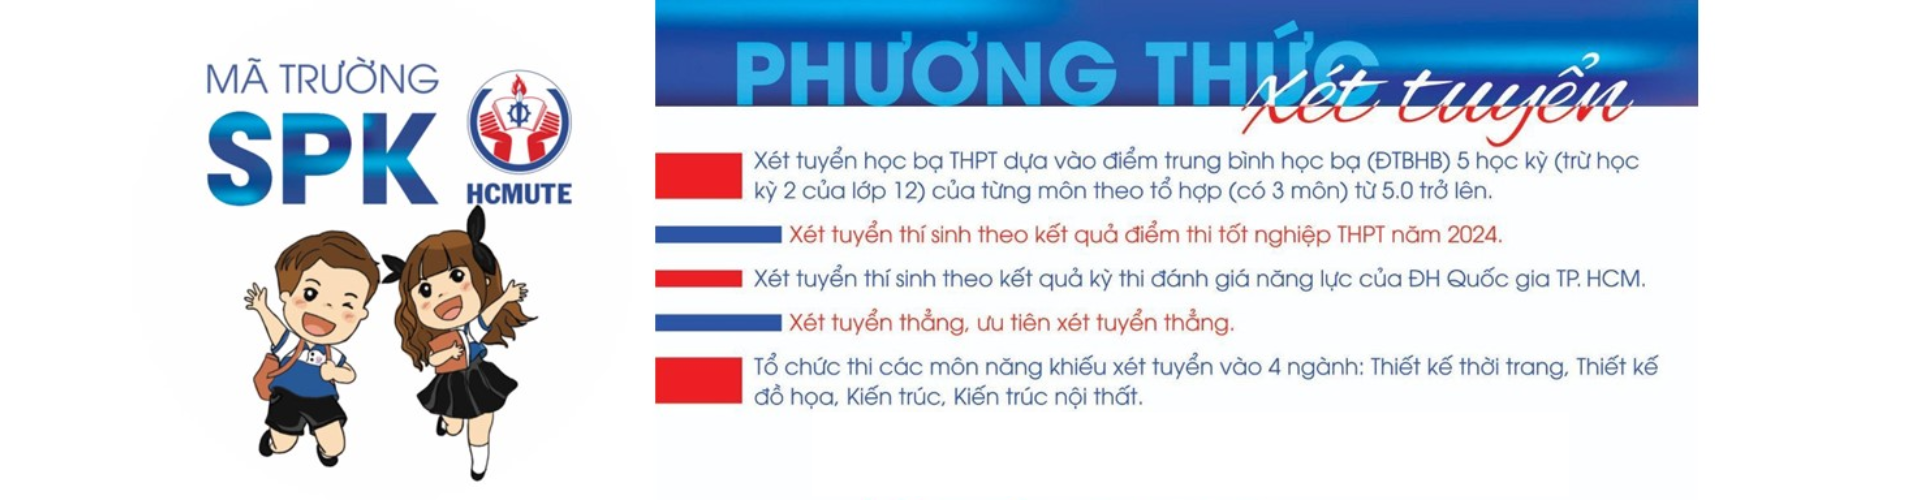 MÃ TRƯỜNG
SPK
HCMUTE
PHƯƠNG THỨC
Xét tuyển
Xét tuyển học bạ THPT dựa vào điểm trung bình học bạ (ĐTBHB) 5 học kỳ (trừ học
kỳ 2 của lớp 12) của từng môn theo tổ hợp (có 3 môn) từ 5.0 trở lên.
Xét tuyển thí sinh theo kết quả điểm thi tốt nghiệp THPT năm 2024.
Xét tuyển thí sinh theo kết quả kỳ thi đánh giá năng lực của ĐH Quốc gia TP. HCM.
Xét tuyển thẳng, ưu tiên xét tuyển thẳng.
Tổ chức thi các môn năng khiếu xét tuyển vào 4 ngành: Thiết kế thời trang, Thiết kế
đồ họa, Kiến trúc, Kiến trúc nội thất.